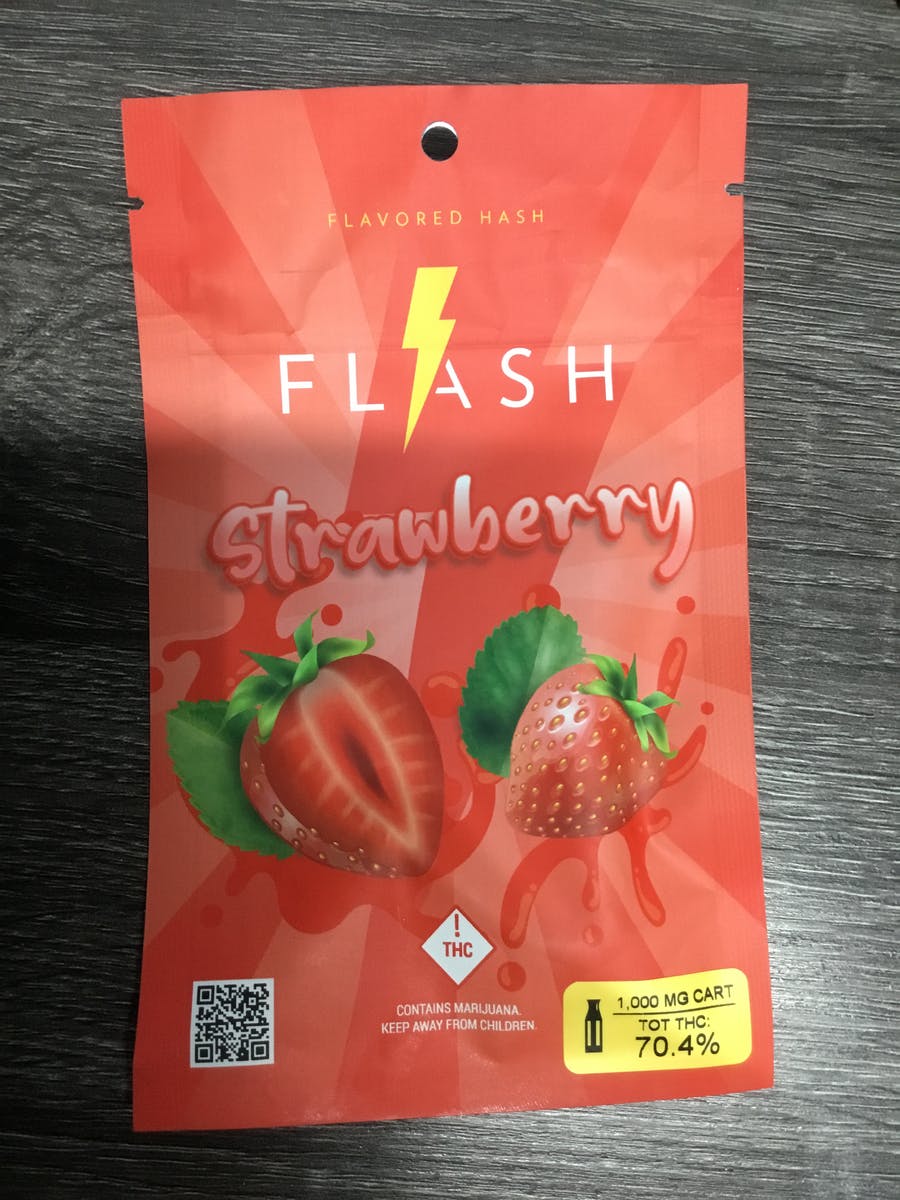 FLAVORED HASH
FLASH
strawberry
!
THC
CONTAINS MARIJUANA.
KEEP AWAY FROM CHILDREN.
1,000 MG CART
TOT THC:
70.4%